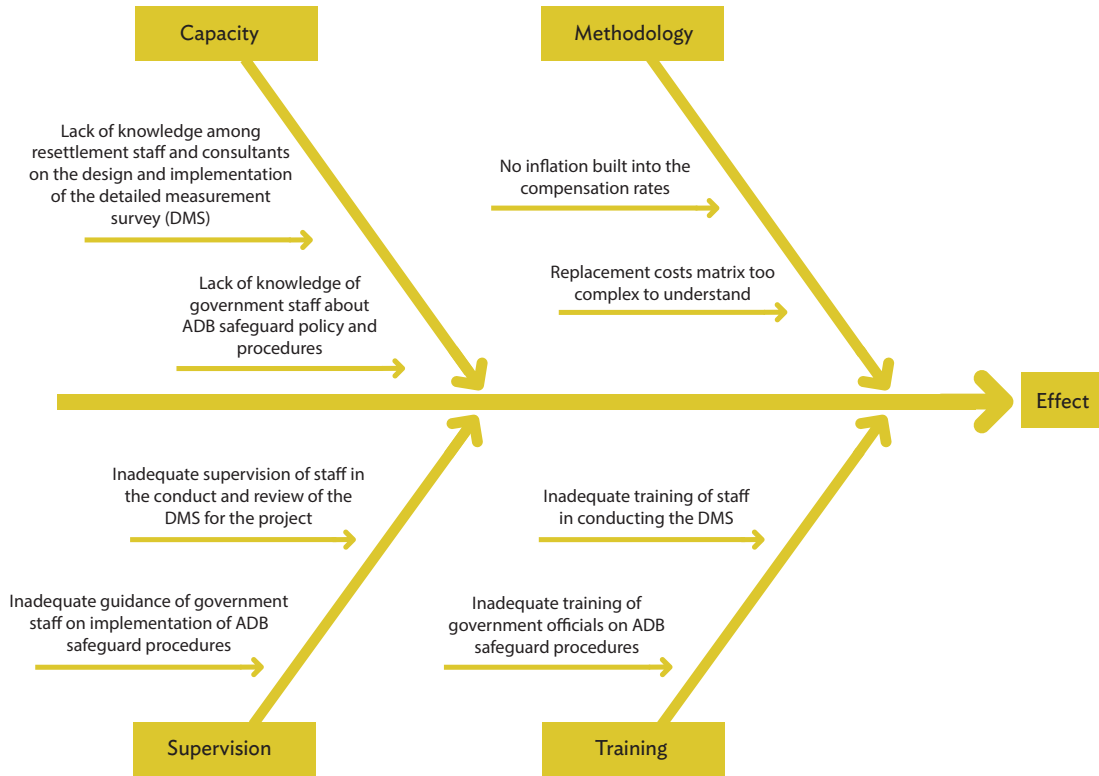 Capacity
Methodology
Lack of knowledge among
resettlement staff and consultants
on the design and implementation
of the detailed measurement
survey (DMS)
No inflation built into the
compensation rates
Lack of knowledge of
government staff about
ADB safeguard policy and
procedures
Replacement costs matrix too
complex to understand
Effect
Inadequate supervision of staff in
the conduct and review of the
DMS for the project
Inadequate training of staff
in conducting the DMS
Inadequate guidance of government
staff on implementation of ADB
safeguard procedures
Inadequate training of
government officials on ADB
safeguard procedures
Supervision
Training